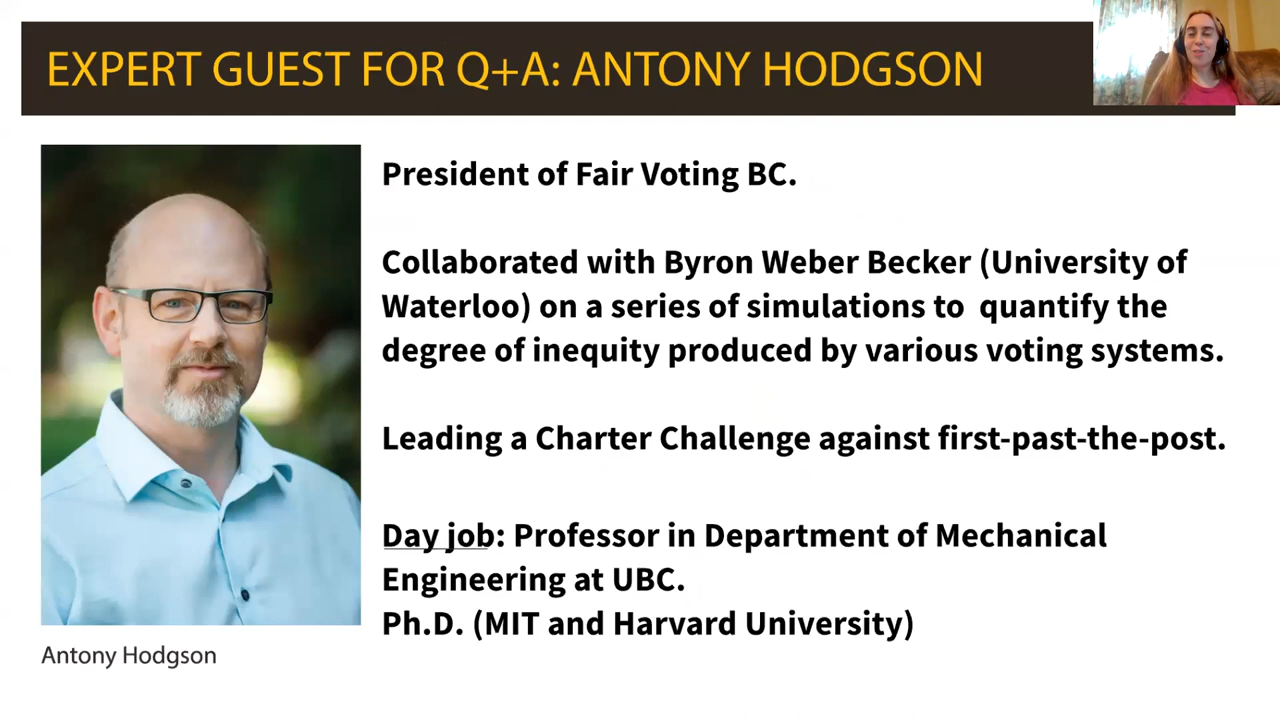 EXPERT GUEST FOR Q+A: ANTONY HODGSON
President of Fair Voting BC.
Collaborated with Byron Weber Becker (University of
Waterloo) on a series of simulations to  quantify the
degree of inequity produced by various voting systems.
Leading a Charter Challenge against first-past-the-post.
Day job: Professor in Department of Mechanical
Engineering at UBC.
Ph.D. (MIT and Harvard University)
Antony Hodgson